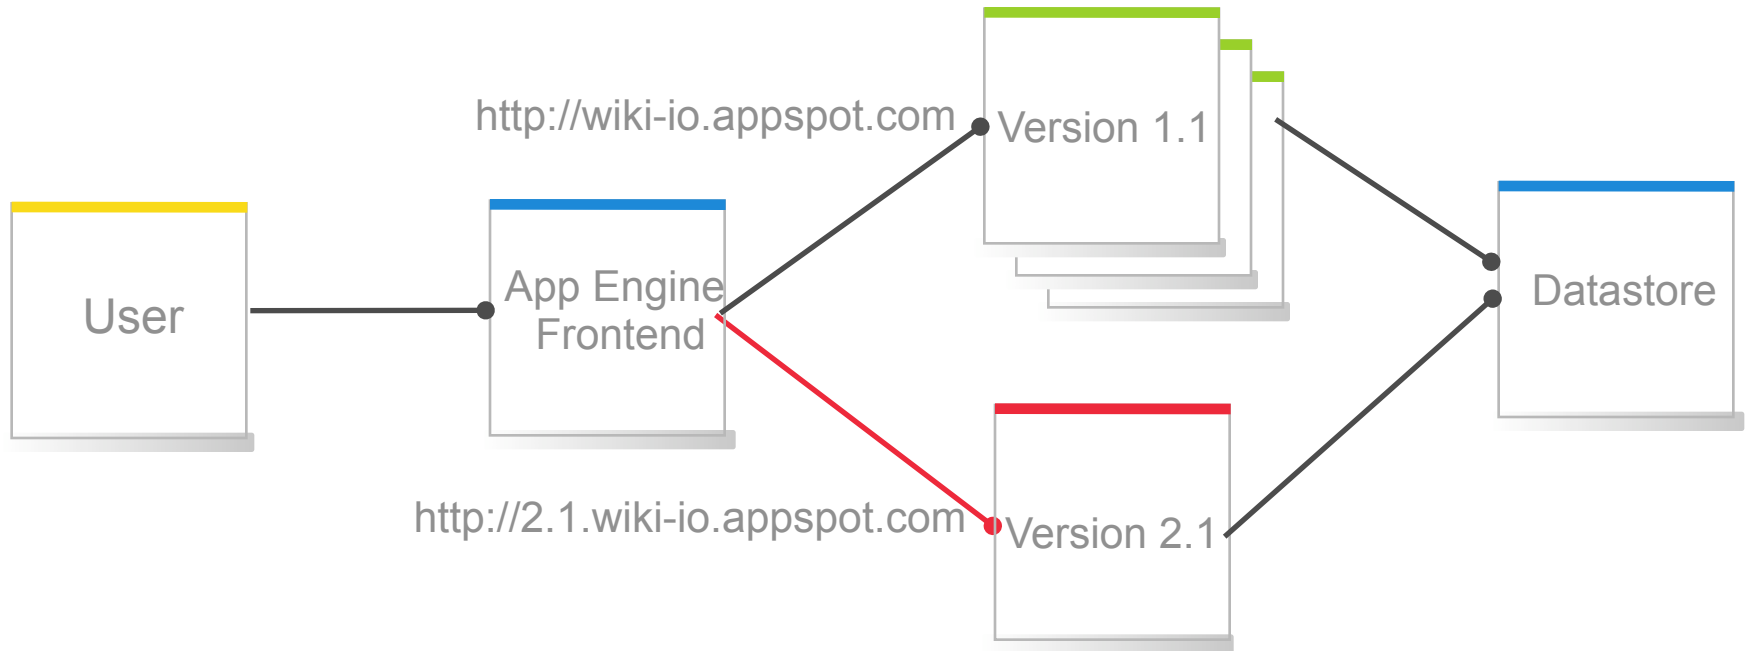 http://wiki-io.appspot.com
Version 1.1
User
App Engine
Frontend
Datastore
http://2.1.wiki-io.appspot.com
Version 2.1